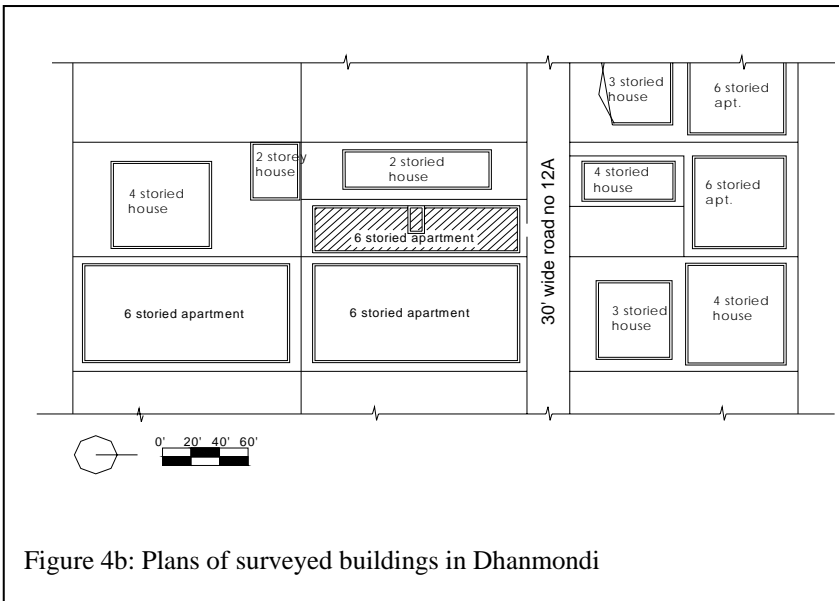 3 storied
house
6 storied
apt.
2 storey
house
2 storied
house
4 storied
house
4 storied
house
6 storied
apt.
6 storied apartment
30' wide road no 12A
6 storied apartment
6 storied apartment
3 storied
house
4 storied
house
0' 20' 40' 60'
Figure 4b: Plans of surveyed buildings in Dhanmondi